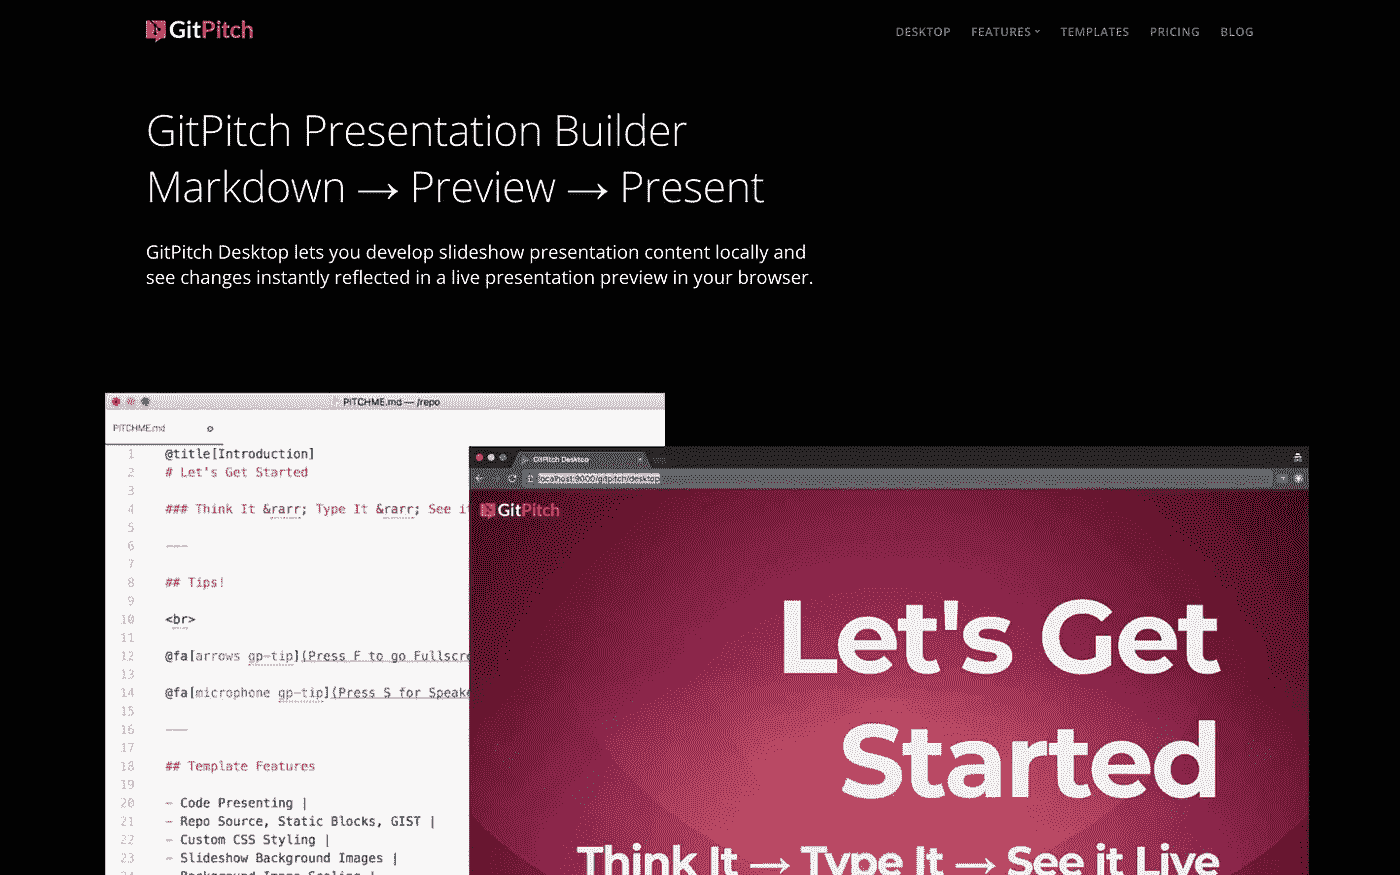 GitPitch
DESKTOP FEATURES TEMPLATES PRICING BLOG
GitPitch Presentation Builder
Markdown → Preview → Present
GitPitch Desktop lets you develop slideshow presentation content locally and
see changes instantly reflected in a live presentation preview in your browser.
PITCHME.md — /repo
PITCHME.md
1 @title[Introduction]
2 # Let's Get Started
3
4 ### Think It &rarr; Type It &rarr; See it
5
6 ---
7
8 ## Tips!
9
10 <br>
11
12 @fa[arrows gp-tip](Press F to go Fullscre
13
14 @fa[microphone gp-tip](Press S for Speake
15
16 ---
17
18 ## Template Features
19
20 - Code Presenting |
21 - Repo Source, Static Blocks, GIST |
22 - Custom CSS Styling |
23 - Slideshow Background Images |
24 - Background Image Scaling |
GitPitch Desktop
localhost:9000/gitpitch/desktop
GitPitch
Let's Get
Started
Think It → Type It → See it Live